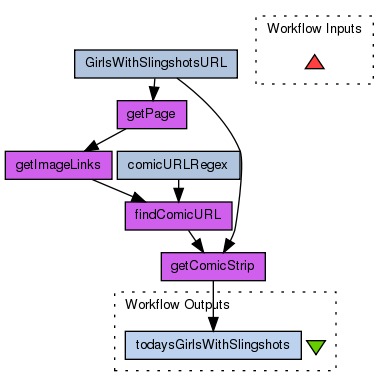 Workflow Inputs
GirlsWithSlingshotsURL
getPage
getImageLinks
comicURLRegex
findComicURL
getComicStrip
Workflow Outputs
todaysGirlsWithSlingshots